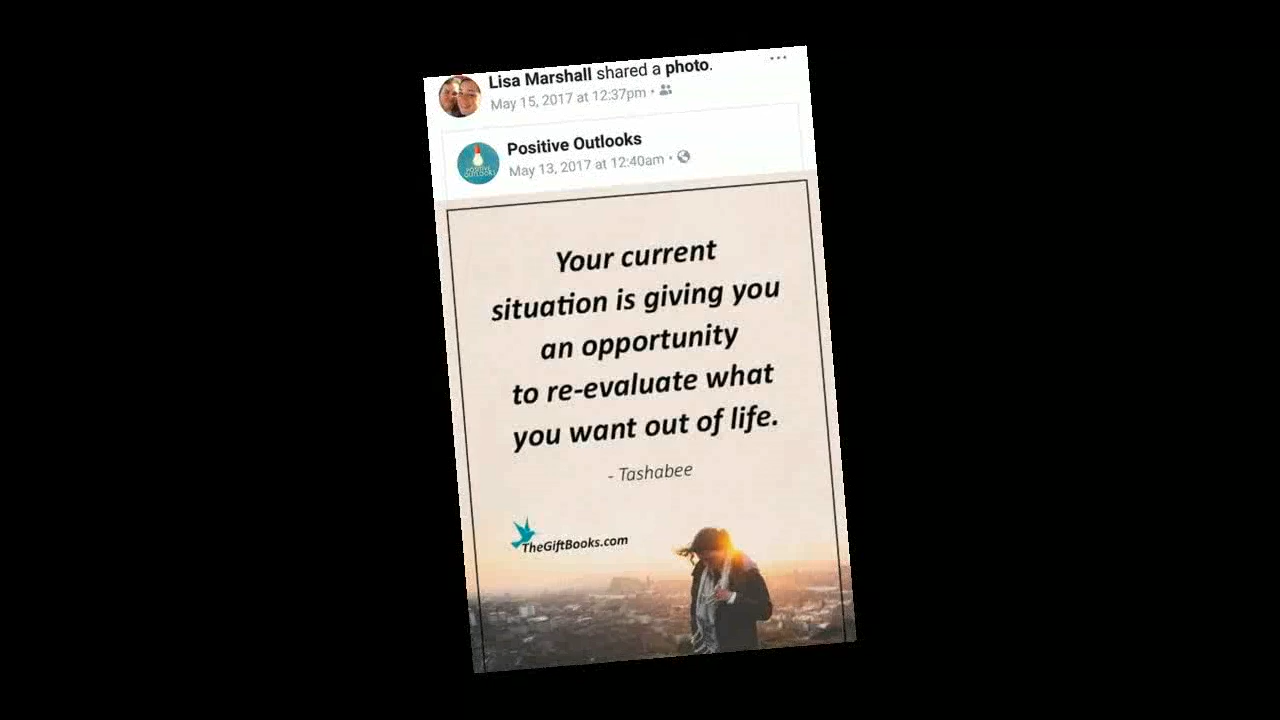 Lisa Marshall shared a photo.
May 15, 2017 at 12:37pm •
Positive Outlooks
May 13, 2017 at 12:40am •
POSITIVE
OUTLOOKS
Your current
situation is giving you
an opportunity
to re-evaluate what
you want out of life.
- Tashabee
TheGiftBooks.com